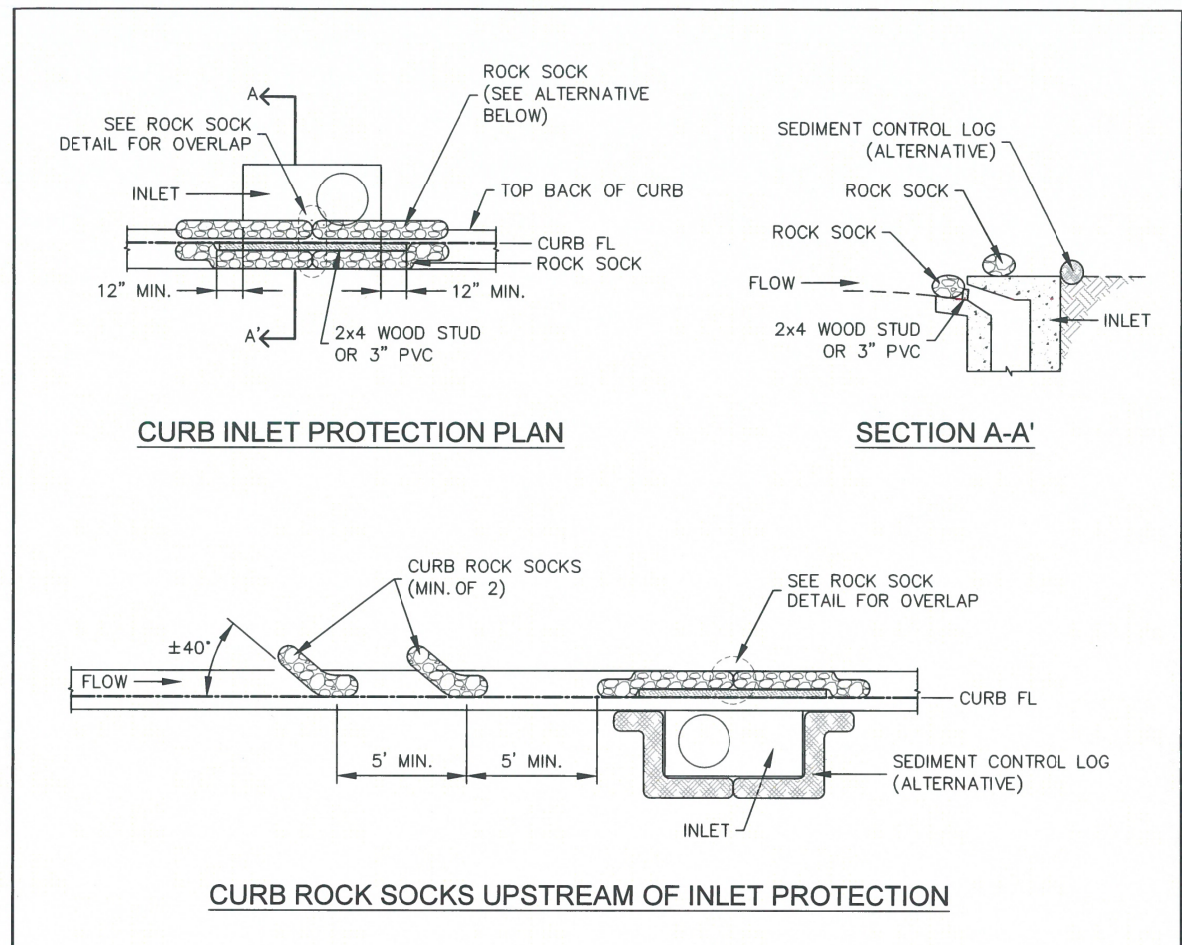 ROCK SOCK
(SEE ALTERNATIVE
BELOW)
A
SEE ROCK SOCK
DETAIL FOR OVERLAP
INLET
TOP BACK OF CURB
CURB FL
ROCK SOCK
12" MIN.
12" MIN.
A'
2x4 WOOD STUD
OR 3" PVC
CURB INLET PROTECTION PLAN
SEDIMENT CONTROL LOG
(ALTERNATIVE)
ROCK SOCK
ROCK SOCK
FLOW
2x4 WOOD STUD
OR 3" PVC
INLET
SECTION A-A'
CURB ROCK SOCKS
(MIN. OF 2)
SEE ROCK SOCK
DETAIL FOR OVERLAP
±40°
FLOW
CURB FL
5' MIN.
5' MIN.
SEDIMENT CONTROL LOG
(ALTERNATIVE)
INLET
CURB ROCK SOCKS UPSTREAM OF INLET PROTECTION